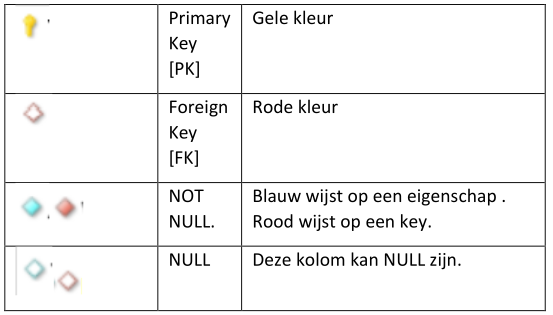 Primary
Key
[PK]
Gele kleur
Foreign
Key
[FK]
Rode kleur
NOT
NULL.
Blauw wijst op een eigenschap .
Rood wijst op een key.
NULL
Deze kolom kan NULL zijn.